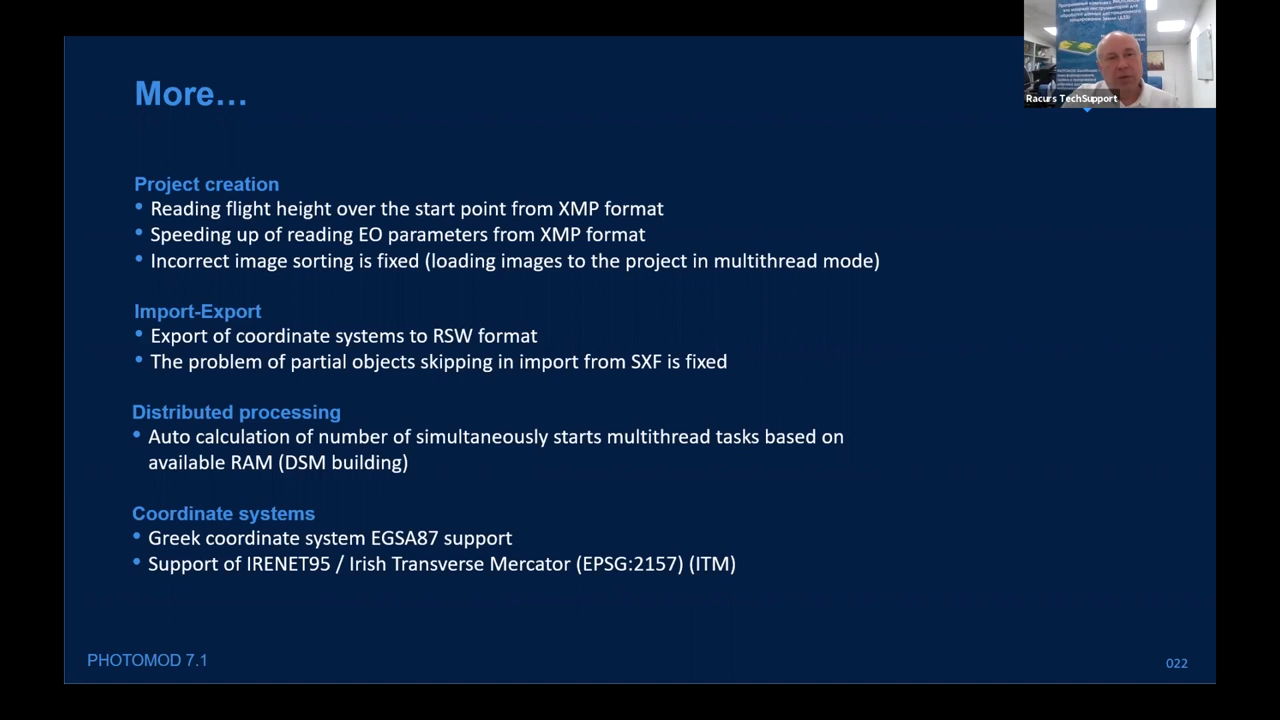 More...
Project creation
• Reading flight height over the start point from XMP format
• Speeding up of reading EO parameters from XMP format
• Incorrect image sorting is fixed (loading images to the project in multithread mode)
Import-Export
• Export of coordinate systems to RSW format
• The problem of partial objects skipping in import from SXF is fixed
Distributed processing
• Auto calculation of number of simultaneously starts multithread tasks based on
available RAM (DSM building)
Coordinate systems
• Greek coordinate system EGSA87 support
• Support of IRENET95 / Irish Transverse Mercator (EPSG:2157) (ITM)
PHOTOMOD 7.1
022
Racurs TechSupport